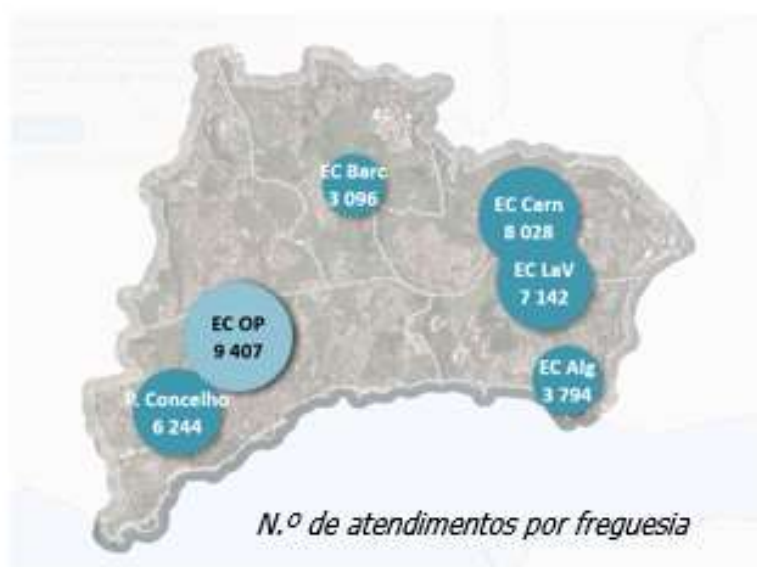 EC Barc
3 096
EC Carn
8 028
EC LaV
7 142
EC OP
9 407
EC Alg
3 794
P. Concelho
6 244
N.º de atendimentos por freguesia